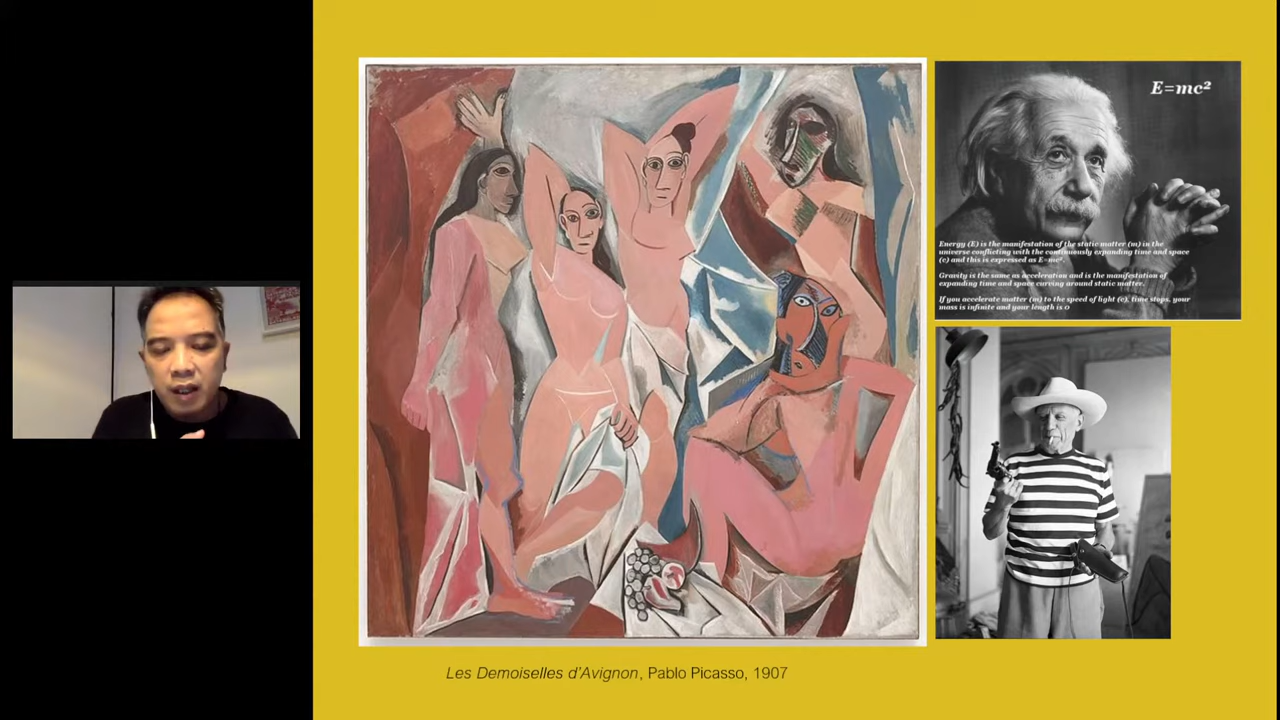 E=mc²
Energy (E) is the manifestation of the static matter (m) in the
universe conflicting with the continuously expanding time and space
(c) and this is expressed as E=mc².
Gravity is the same as acceleration and is the manifestation of
expanding time and space curving around static matter.
If you accelerate matter (m) to the speed of light (c), time stops, your
mass is infinite and your length is 0
Les Demoiselles d’Avignon, Pablo Picasso, 1907